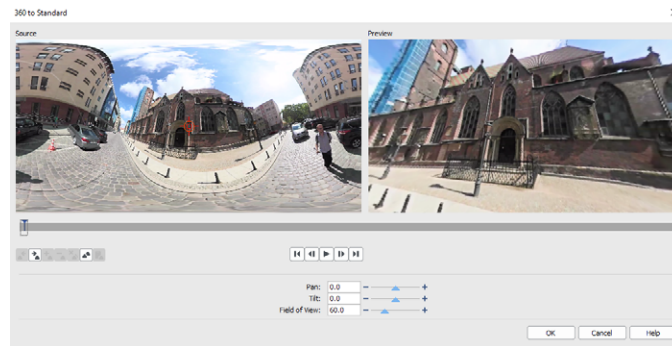 360 to Standard
Source
Preview
Pan: 0.0
Tilt: 0.0
Field of View: 60.0
OK
Cancel
Help